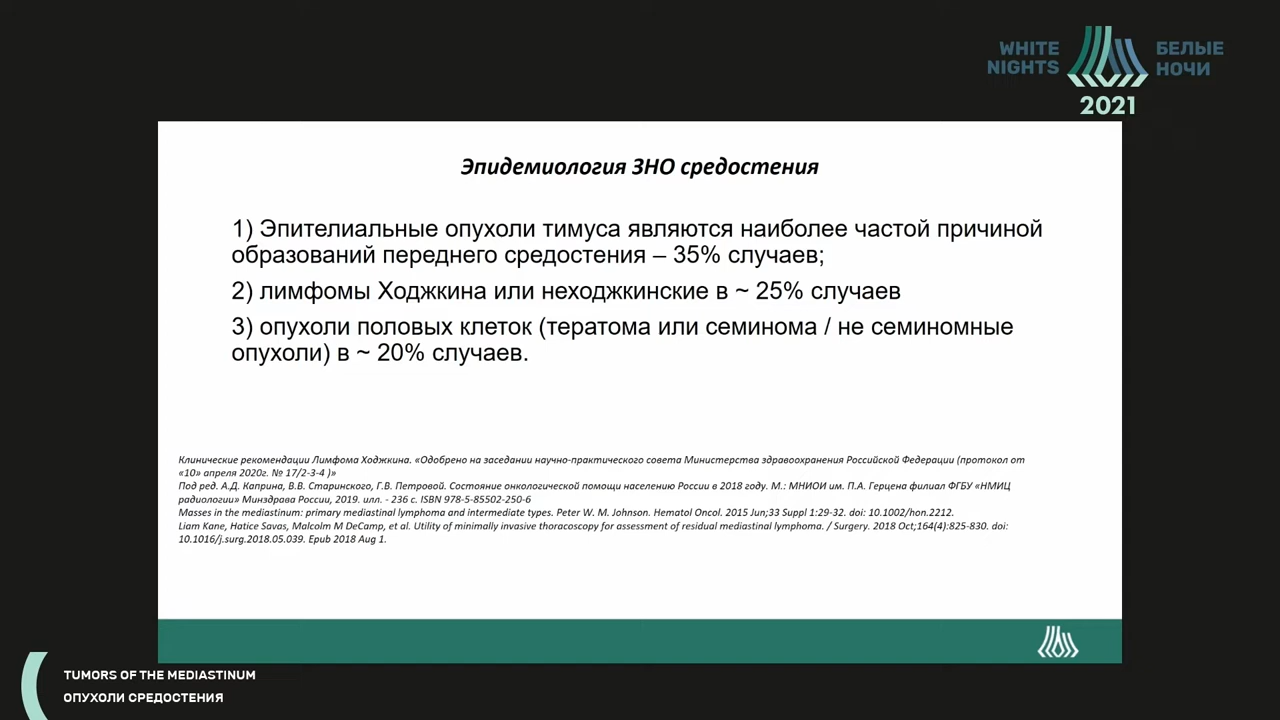 WHITE NIGHTS
БЕЛЫЕ НОЧИ
2021
Эпидемиология ЗНО средостения
1) Эпителиальные опухоли тимуса являются наиболее частой причиной
образований переднего средостения – 35% случаев;
2) лимфомы Ходжкина или неходжкинские в ~ 25% случаев
3) опухоли половых клеток (тератома или семинома / не семиномные
опухоли) в ~ 20% случаев.
Клинические рекомендации Лимфома Ходжкина. «Одобрено на заседании научно-практического совета Министерства здравоохранения Российской Федерации (протокол от
«10» апреля 2020г. № 17/2-3-4 )»
Под ред. А.Д. Каприна, В.В. Старинского, Г.В. Петровой. Состояние онкологической помощи населению России в 2018 году. М.: МНИОИ им. П.А. Герцена филиал ФГБУ «НМИЦ
радиологии» Минздрава России, 2019. илл. - 236 с. ISBN 978-5-85502-250-6
Masses in the mediastinum: primary mediastinal lymphoma and intermediate types. Peter W. M. Johnson. Hematol Oncol. 2015 Jun;33 Suppl 1:29-32. doi: 10.1002/hon.2212.
Liam Kane, Hatice Savas, Malcolm M DeCamp, et al. Utility of minimally invasive thoracoscopy for assessment of residual mediastinal lymphoma. / Surgery. 2018 Oct;164(4):825-830. doi:
10.1016/j.surg.2018.05.039. Epub 2018 Aug 1.
TUMORS OF THE MEDIASTINUM
ОПУХОЛИ СРЕДОСТЕНИЯ